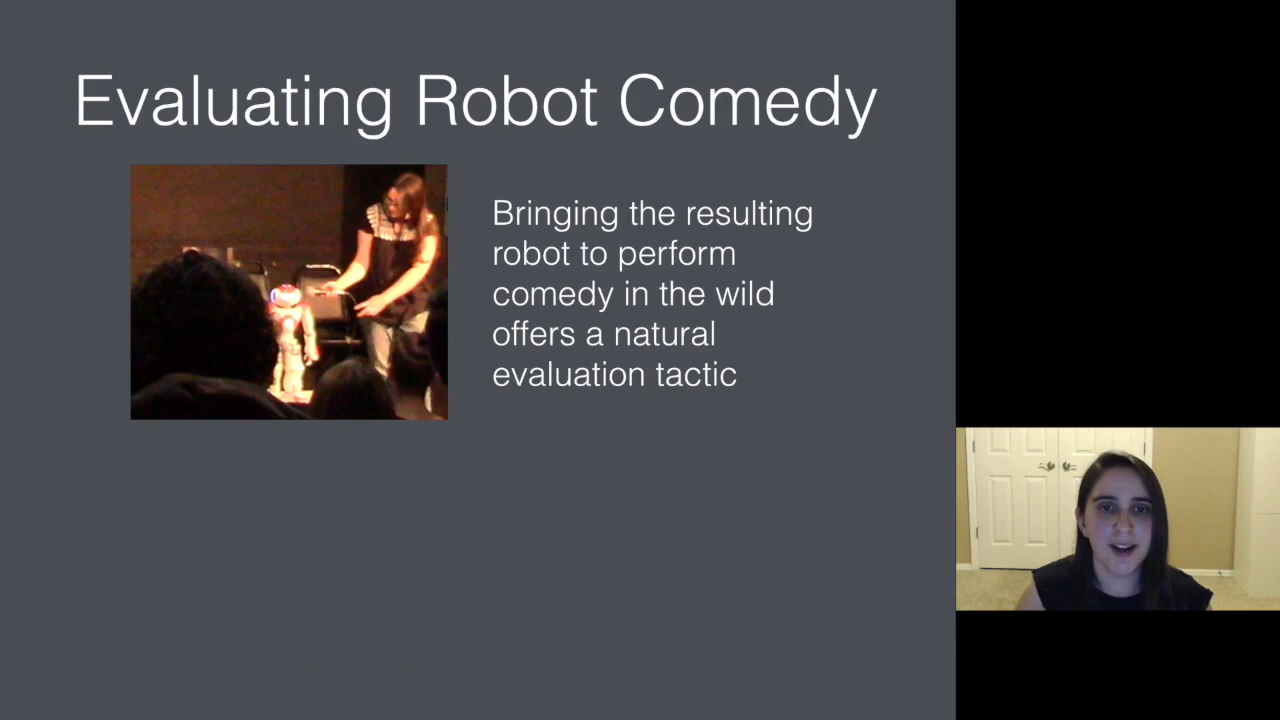 Evaluating Robot Comedy
Bringing the resulting
robot to perform
comedy in the wild
offers a natural
evaluation tactic